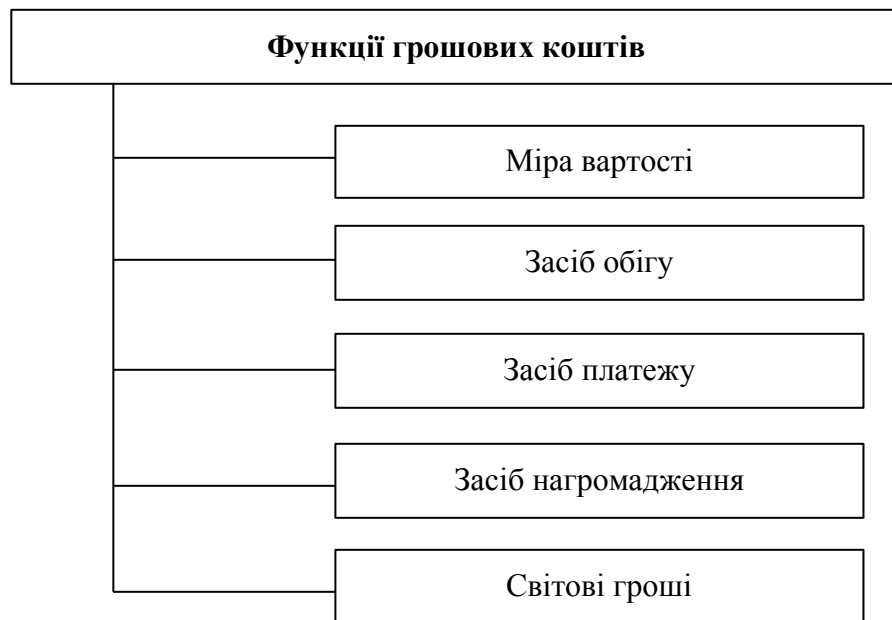 Функції грошових коштів
Міра вартості
Засіб обігу
Засіб платежу
Засіб нагромадження
Світові гроші